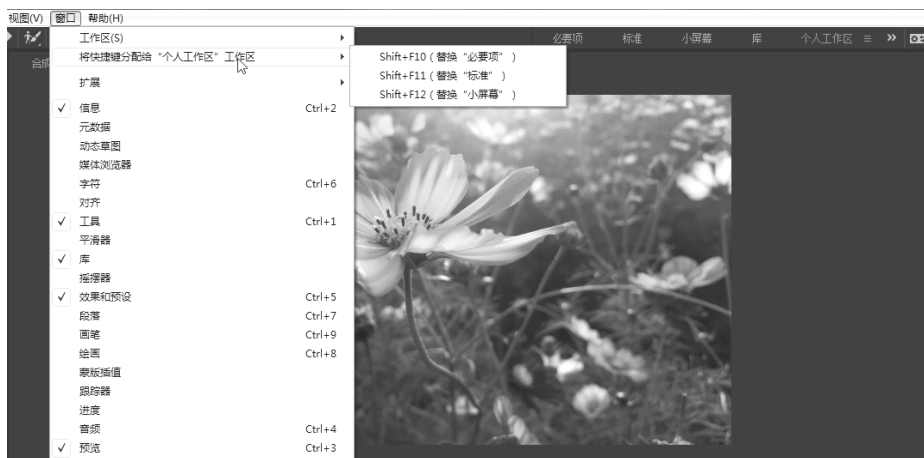 视图(V) 窗口 帮助(H)
工作区(S)
将快捷键分配给“个人工作区”工作区
扩展
信息 Ctrl+2
元数据
动态草图
媒体浏览器
字符 Ctrl+6
对齐
工具 Ctrl+1
平滑器
库
摇摆器
效果和预设 Ctrl+5
段落 Ctrl+7
画笔 Ctrl+9
绘画 Ctrl+8
蒙版插值
跟踪器
进度
音频 Ctrl+4
预览 Ctrl+3
Shift+F10（替换“必要项”）
Shift+F11（替换“标准”）
Shift+F12（替换“小屏幕”）
必要项 标准 小屏幕 库 个人工作区
合成